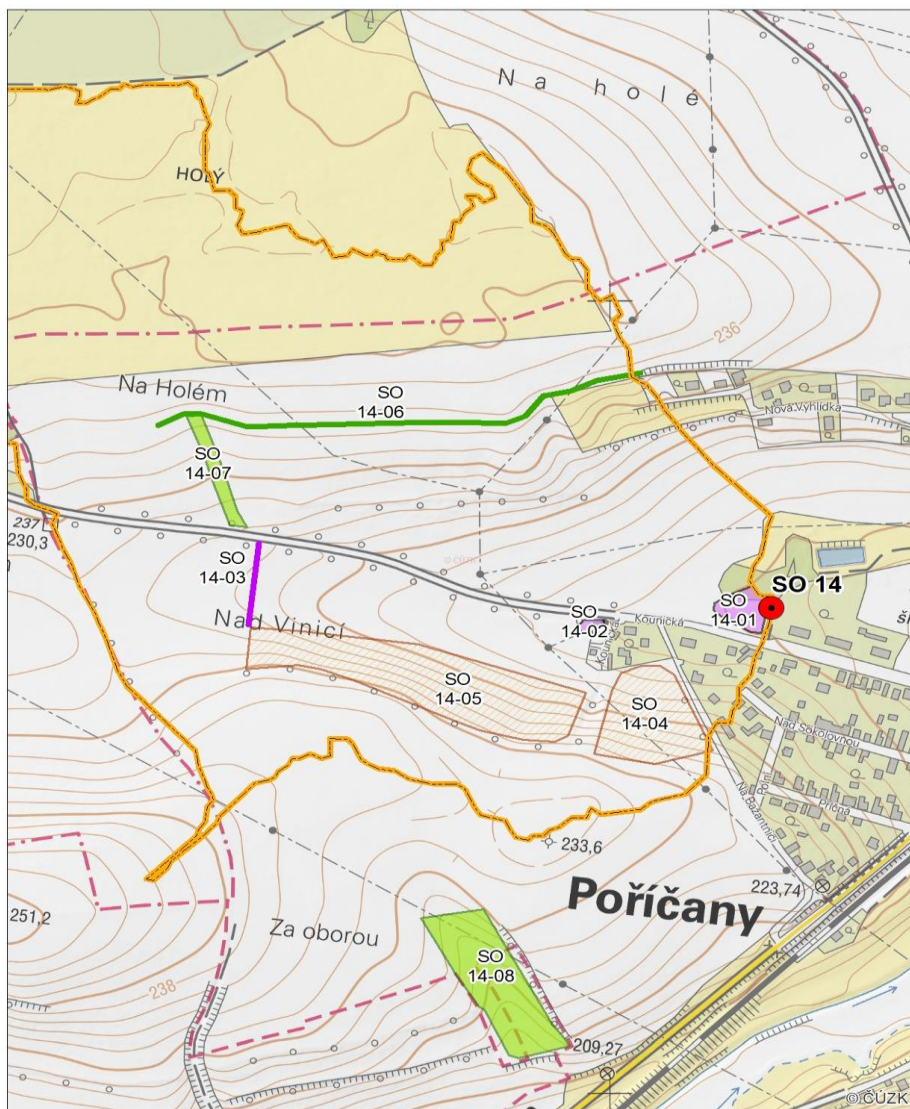 Na holé
HOLÝ
236
Na Holém
SO
14-06
Nová Vyhlídka
SO
14-07
237
230,3
© ČÚZK
SO
14-03
SO 14
SO
14-01
SO
14-02
Kounická
Kounická
Nad Vinicí
SO
14-05
SO
14-04
Nad Sokolovnou
Polní
Příčná
Na Bažantnici
233,6
223,74
Poříčany
251,2
Za oborou
238
SO
14-08
209,27
© ČÚZK